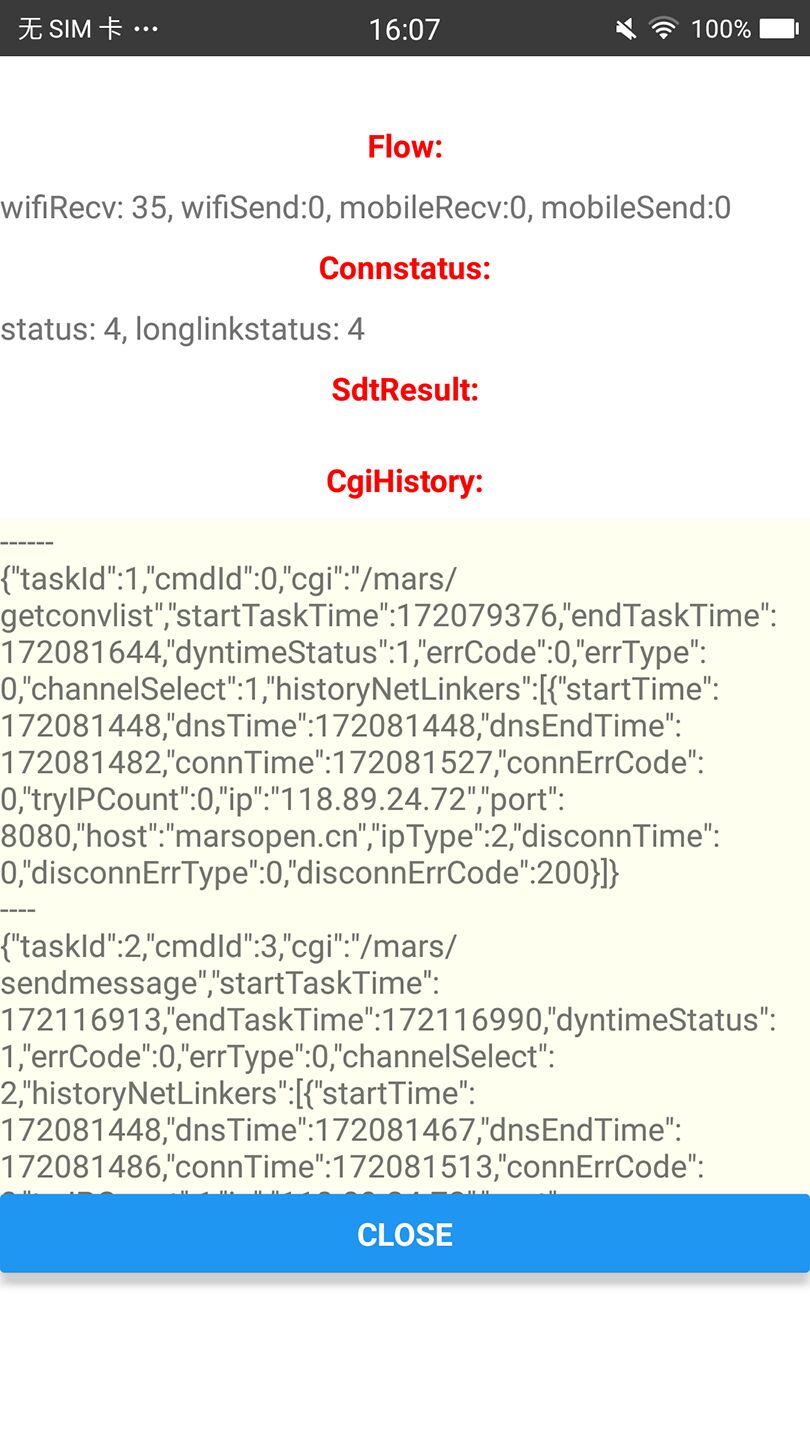 无 SIM 卡 ···
16:07
100%
Flow:
wifiRecv: 35, wifiSend:0, mobileRecv:0, mobileSend:0
Connstatus:
status: 4, longlinkstatus: 4
SdtResult:
CgiHistory:
------
{"taskId":1,"cmdId":0,"cgi":"/mars/
getconvlist","startTaskTime":172079376,"endTaskTime":
172081644,"dyntimeStatus":1,"errCode":0,"errType":
0,"channelSelect":1,"historyNetLinkers":[{"startTime":
172081448,"dnsTime":172081448,"dnsEndTime":
172081482,"connTime":172081527,"connErrCode":
0,"tryIPCount":0,"ip":"118.89.24.72","port":
8080,"host":"marsopen.cn","ipType":2,"disconnTime":
0,"disconnErrType":0,"disconnErrCode":200}]}
----
{"taskId":2,"cmdId":3,"cgi":"/mars/
sendmessage","startTaskTime":
172116913,"endTaskTime":172116990,"dyntimeStatus":
1,"errCode":0,"errType":0,"channelSelect":
2,"historyNetLinkers":[{"startTime":
172081448,"dnsTime":172081467,"dnsEndTime":
172081486,"connTime":172081513,"connErrCode":
CLOSE